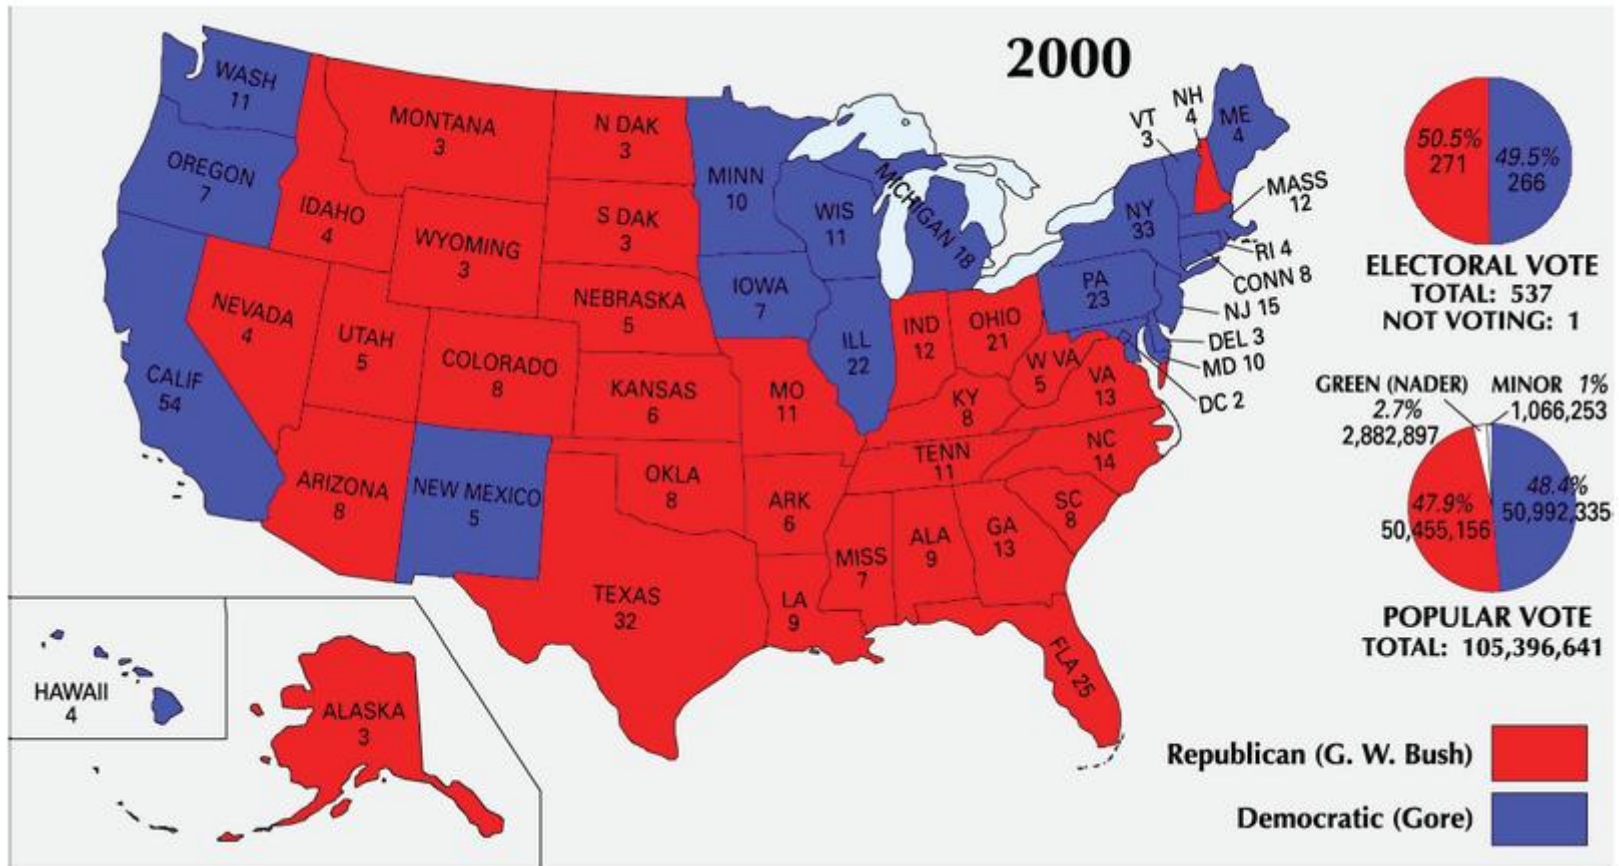 2000
WASH
11
OREGON
7
CALIF
54
NEVADA
4
IDAHO
4
MONTANA
3
WYOMING
3
UTAH
5
ARIZONA
8
COLORADO
8
NEW MEXICO
5
N DAK
3
S DAK
3
NEBRASKA
5
KANSAS
6
OKLA
8
TEXAS
32
MINN
10
IOWA
7
MO
11
ARK
6
LA
9
WIS
11
ILL
22
MICHIGAN 18
IND
12
OHIO
21
KY
8
TENN
11
MISS
7
ALA
9
GA
13
FLA 25
SC
8
NC
14
VA
13
W VA
5
PA
23
NY
33
VT
3
NH
4
ME
4
MASS
12
RI 4
CONN 8
NJ 15
DEL 3
MD 10
DC 2
HAWAII
4
ALASKA
3
50.5%
271
49.5%
266
ELECTORAL VOTE
TOTAL: 537
NOT VOTING: 1
GREEN (NADER)
2.7%
2,882,897
MINOR 1%
1,066,253
47.9%
50,455,156
48.4%
50,992,335
POPULAR VOTE
TOTAL: 105,396,641
Republican (G. W. Bush)
Democratic (Gore)